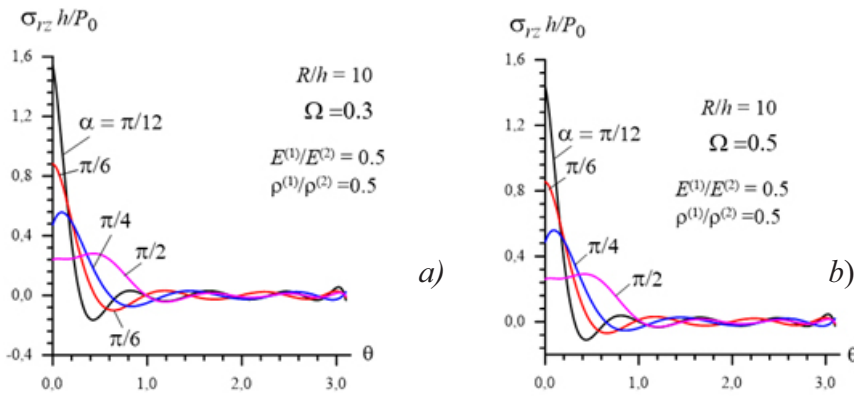 σrz h/P0
1,6
1,2
0,8
0,4
0,0
-0,4
0,0
1,0
2,0
3,0
θ
R/h = 10
Ω =0.3
α = π/12
E(1)/E(2) = 0.5
ρ(1)/ρ(2) =0.5
π/6
π/4
π/2
π/6
a)
σrz h/P0
1,6
1,2
0,8
0,4
0,0
0,0
1,0
2,0
3,0
θ
R/h = 10
Ω =0.5
α = π/12
E(1)/E(2) = 0.5
ρ(1)/ρ(2) =0.5
π/6
π/4
π/2
b)